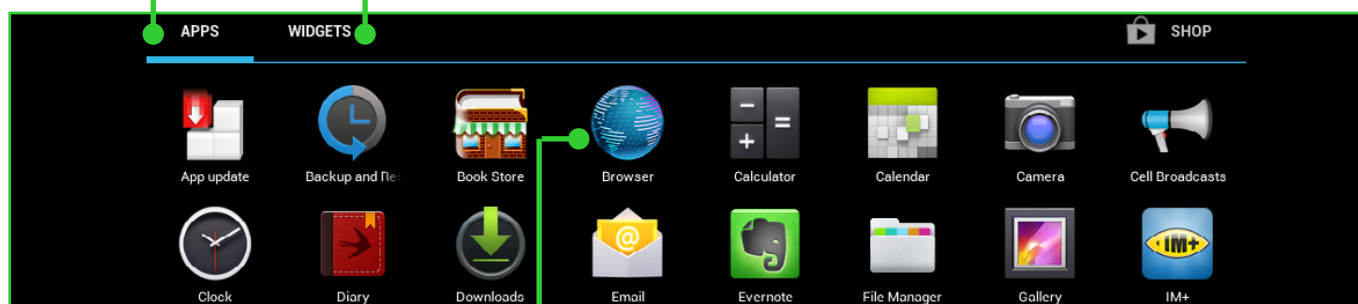 APPS WIDGETS SHOP
App update Backup and Re Book Store Browser Calculator Calendar Camera Cell Broadcasts
@
IM+
Clock Diary Downloads Email Evernote File Manager Gallery IM+